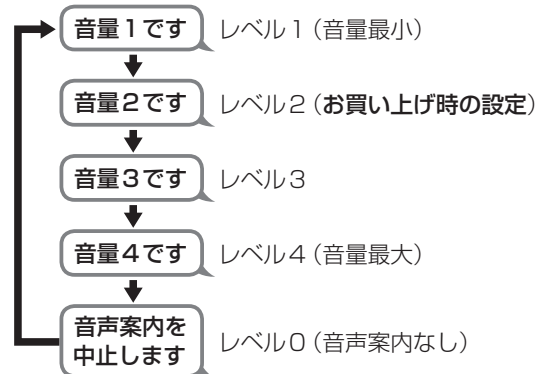 音量1です レベル1（音量最小）
音量2です レベル2（お買い上げ時の設定）
音量3です レベル3
音量4です レベル4（音量最大）
音声案内を
中止します レベル0（音声案内なし）